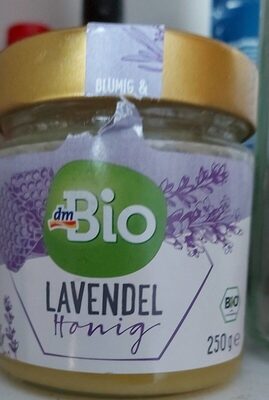 BLUMIG &
dm Bio
LAVENDEL
Honig
BiO
250 g e